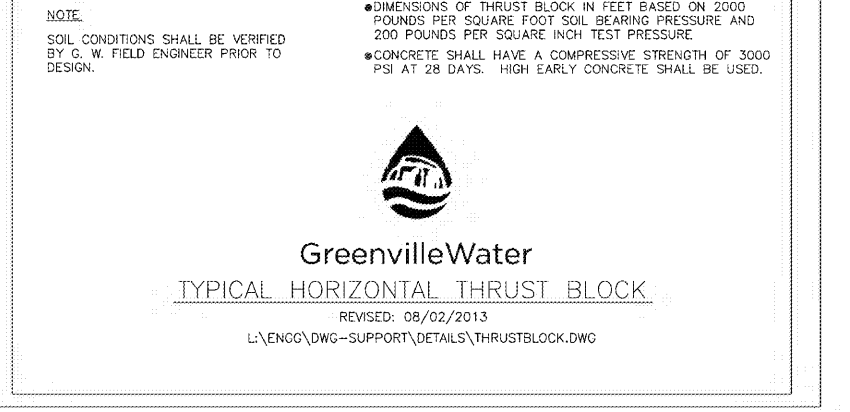 NOTE
SOIL CONDITIONS SHALL BE VERIFIED
BY G. W. FIELD ENGINEER PRIOR TO
DESIGN.
DIMENSIONS OF THRUST BLOCK IN FEET BASED ON 2000
POUNDS PER SQUARE FOOT SOIL BEARING PRESSURE AND
200 POUNDS PER SQUARE INCH TEST PRESSURE
CONCRETE SHALL HAVE A COMPRESSIVE STRENGTH OF 3000
PSI AT 28 DAYS. HIGH EARLY CONCRETE SHALL BE USED.
GreenvilleWater
TYPICAL HORIZONTAL THRUST BLOCK
REVISED: 08/02/2013
L:\ENGG\DWG-SUPPORT\DETAILS\THRUSTBLOCK.DWG